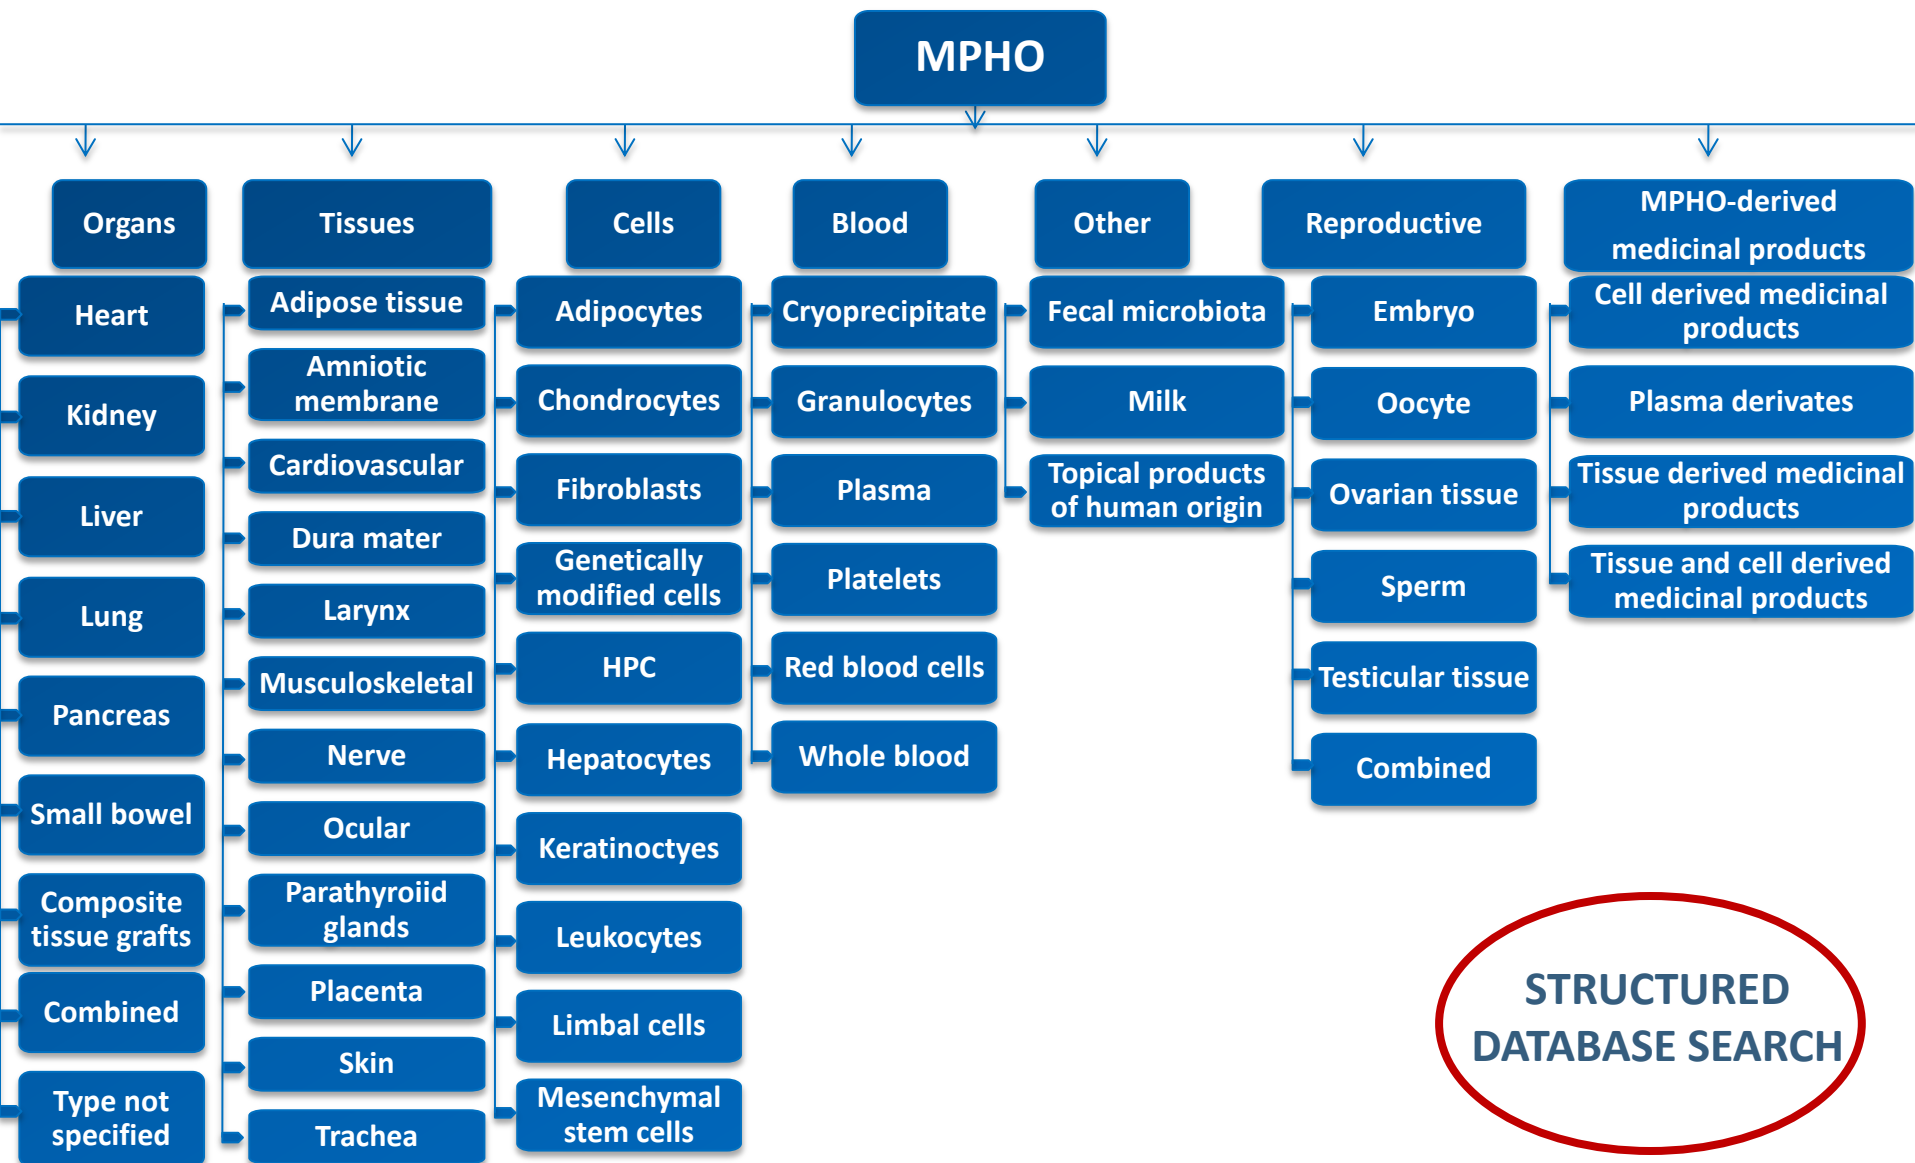 MPHO
Organs
Heart
Kidney
Liver
Lung
Pancreas
Small bowel
Composite
tissue grafts
Combined
Type not
specified
Tissues
Adipose tissue
Amniotic
membrane
Cardiovascular
Dura mater
Larynx
Musculoskeletal
Nerve
Ocular
Parathyroiid
glands
Placenta
Skin
Trachea
Cells
Adipocytes
Chondrocytes
Fibroblasts
Genetically
modified cells
HPC
Hepatocytes
Keratinoctyes
Leukocytes
Limbal cells
Mesenchymal
stem cells
Blood
Cryoprecipitate
Granulocytes
Plasma
Platelets
Red blood cells
Whole blood
Other
Fecal microbiota
Milk
Topical products
of human origin
Reproductive
Embryo
Oocyte
Ovarian tissue
Sperm
Testicular tissue
Combined
MPHO-derived
medicinal products
Cell derived medicinal
products
Plasma derivates
Tissue derived medicinal
products
Tissue and cell derived
medicinal products
STRUCTURED
DATABASE SEARCH